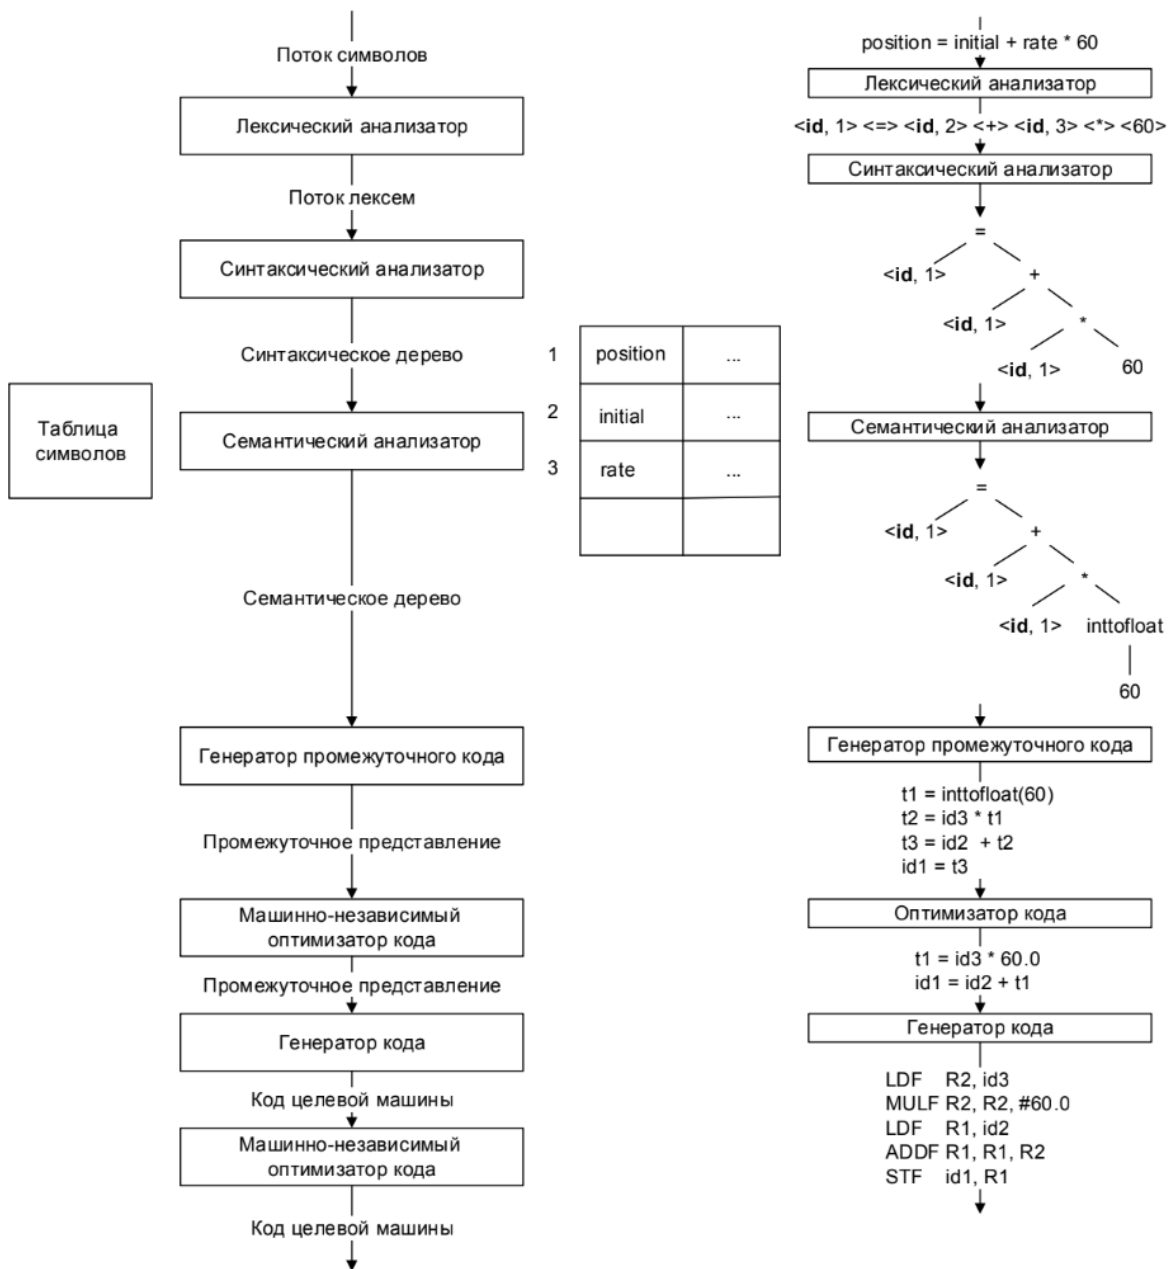 Поток символов
Лексический анализатор
Поток лексем
Синтаксический анализатор
Синтаксическое дерево
Таблица
символов
Семантический анализатор
Семантическое дерево
Генератор промежуточного кода
Промежуточное представление
Машинно-независимый
оптимизатор кода
Промежуточное представление
Генератор кода
Код целевой машины
Машинно-независимый
оптимизатор кода
Код целевой машины
1 position ...
2 initial ...
3 rate ...
position = initial + rate * 60
Лексический анализатор
<id, 1> <=> <id, 2> <+> <id, 3> <*> <60>
Синтаксический анализатор
=
<id, 1> +
<id, 1> *
<id, 1> 60
Семантический анализатор
=
<id, 1> +
<id, 1> *
<id, 1> inttofloat
60
Генератор промежуточного кода
t1 = inttofloat(60)
t2 = id3 * t1
t3 = id2 + t2
id1 = t3
Оптимизатор кода
t1 = id3 * 60.0
id1 = id2 + t1
Генератор кода
LDF R2, id3
MULF R2, R2, #60.0
LDF R1, id2
ADDF R1, R1, R2
STF id1, R1